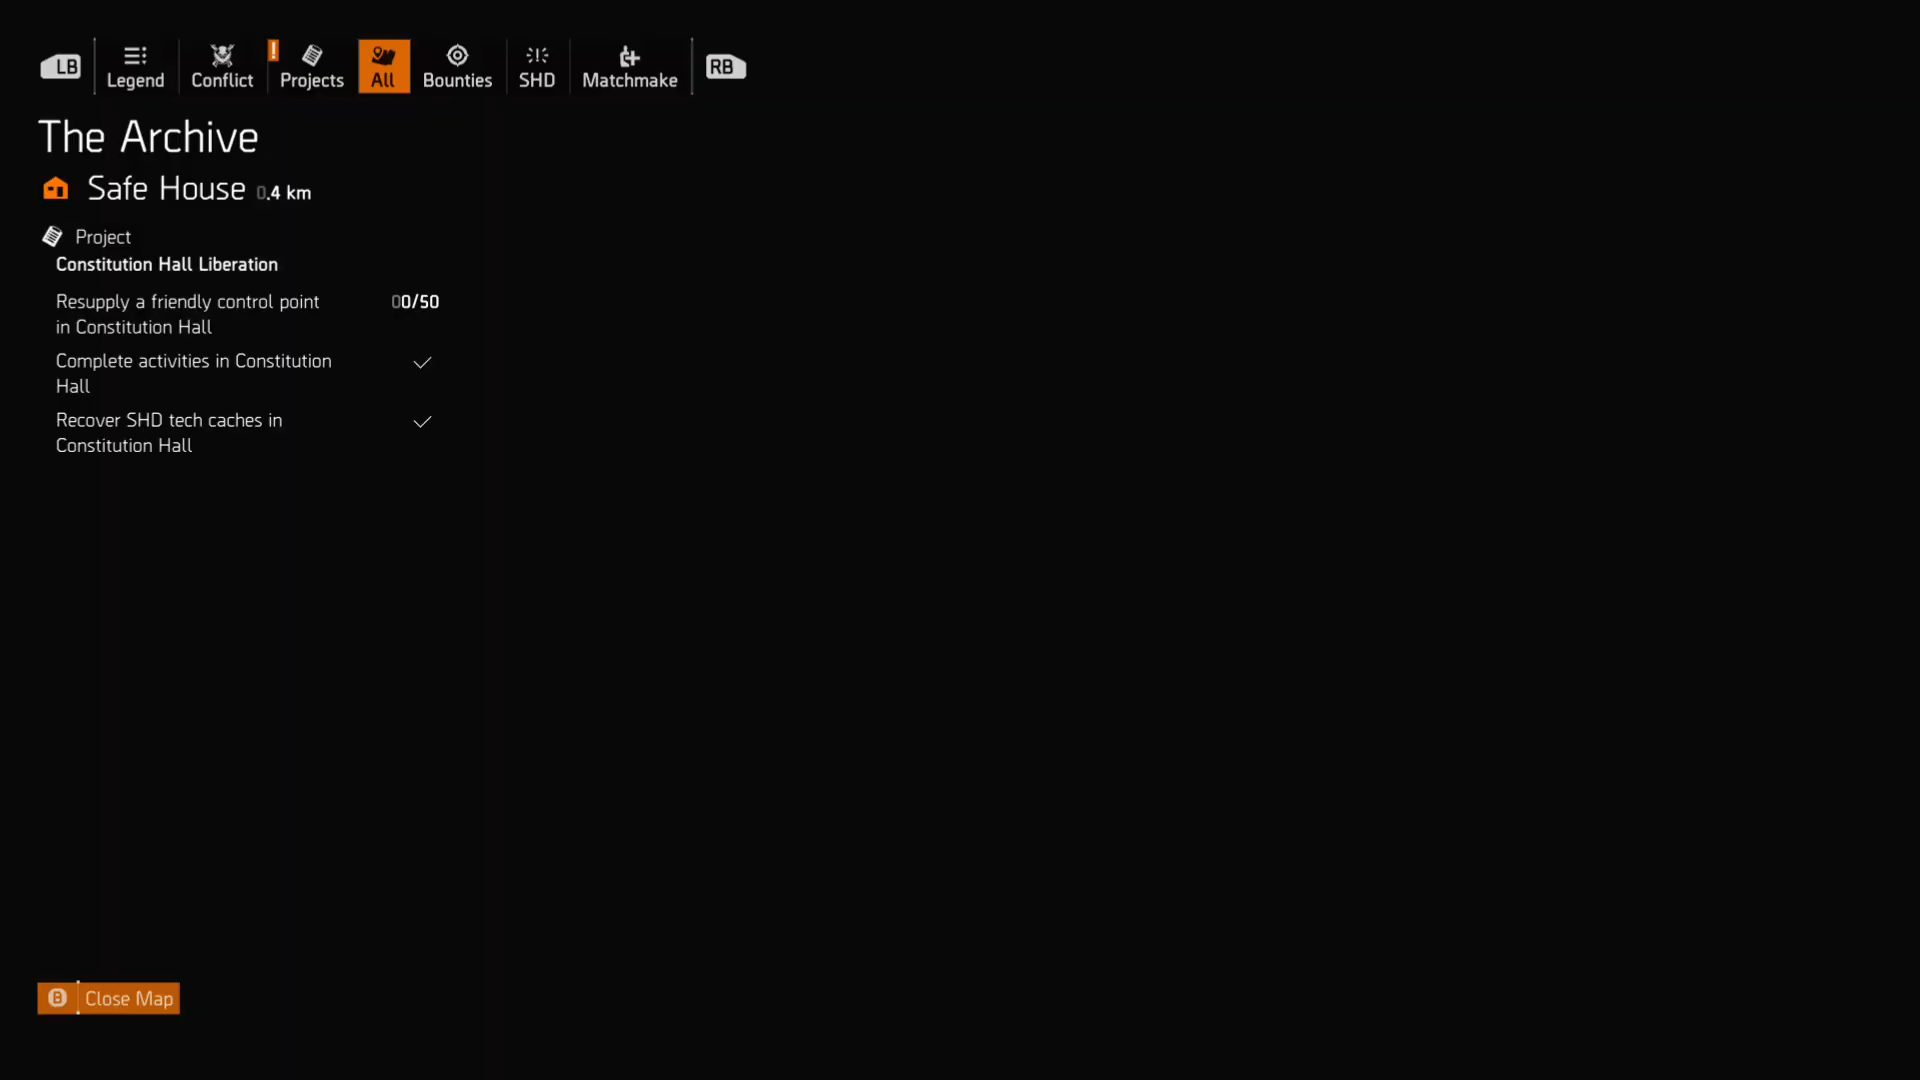 LB
Legend
Conflict
!
Projects
All
Bounties
SHD
Matchmake
RB
The Archive
Safe House 0.4 km
Project
Constitution Hall Liberation
Resupply a friendly control point 00/50
in Constitution Hall
Complete activities in Constitution
Hall
Recover SHD tech caches in
Constitution Hall
B Close Map